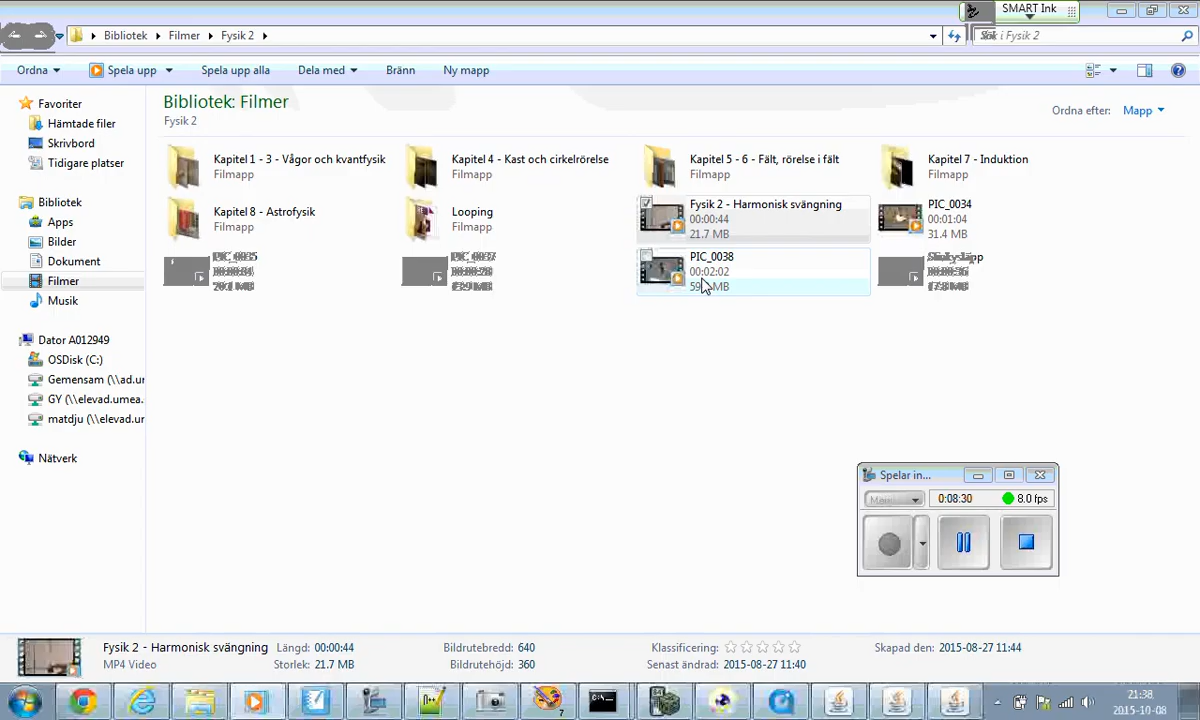 SMART Ink
Bibliotek Filmer Fysik 2
Sök i Fysik 2
Ordna Spela upp Spela upp alla Dela med Bränn Ny mapp
Favoriter
Hämtade filer
Skrivbord
Tidigare platser
Bibliotek
Apps
Bilder
Dokument
Filmer
Musik
Dator A012949
OSDisk (C:)
Gemensam (\\ad.ur
GY (\\elevad.umea.
matdju (\\elevad.ur
Nätverk
Bibliotek: Filmer
Fysik 2
Ordna efter: Mapp
Kapitel 1 - 3 - Vågor och kvantfysik
Filmapp
Kapitel 4 - Kast och cirkelrörelse
Filmapp
Kapitel 5 - 6 - Fält, rörelse i fält
Filmapp
Kapitel 7 - Induktion
Filmapp
Kapitel 8 - Astrofysik
Filmapp
Looping
Filmapp
Fysik 2 - Harmonisk svängning
00:00:44
21.7 MB
PIC_0034
00:01:04
31.4 MB
PIC_0035
PIC_0037
PIC_0038
00:02:02
MB
Spelar in...
0:08:30 8.0 fps
Fysik 2 - Harmonisk svängning Längd: 00:00:44 Bildrutebredd: 640 Klassificering: Skapad den: 2015-08-27 11:44
MP4 Video Storlek: 21.7 MB Bildrutehöjd: 360 Senast ändrad: 2015-08-27 11:40
21:38
2015-10-08